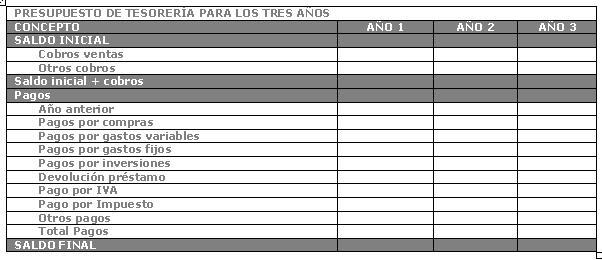 PRESUPUESTO DE TESORERÍA PARA LOS TRES AÑOS
CONCEPTO AÑO 1 AÑO 2 AÑO 3
SALDO INICIAL
Cobros ventas
Otros cobros
Saldo inicial + cobros
Pagos
Año anterior
Pagos por compras
Pagos por gastos variables
Pagos por gastos fijos
Pagos por inversiones
Devolución préstamo
Pago por IVA
Pago por Impuesto
Otros pagos
Total Pagos
SALDO FINAL